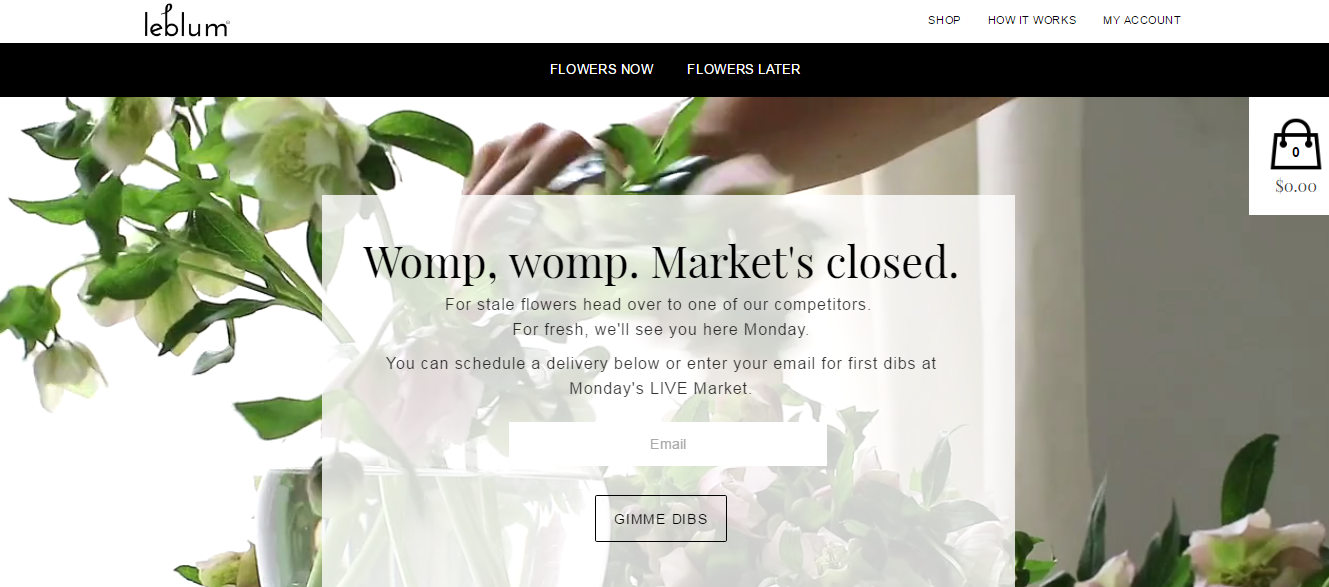 leblum
SHOP
HOW IT WORKS
MY ACCOUNT
FLOWERS NOW
FLOWERS LATER
0
$0.00
Womp, womp. Market's closed.
For stale flowers head over to one of our competitors.
For fresh, we'll see you here Monday.
You can schedule a delivery below or enter your email for first dibs at
Monday's LIVE Market.
Email
GIMME DIBS